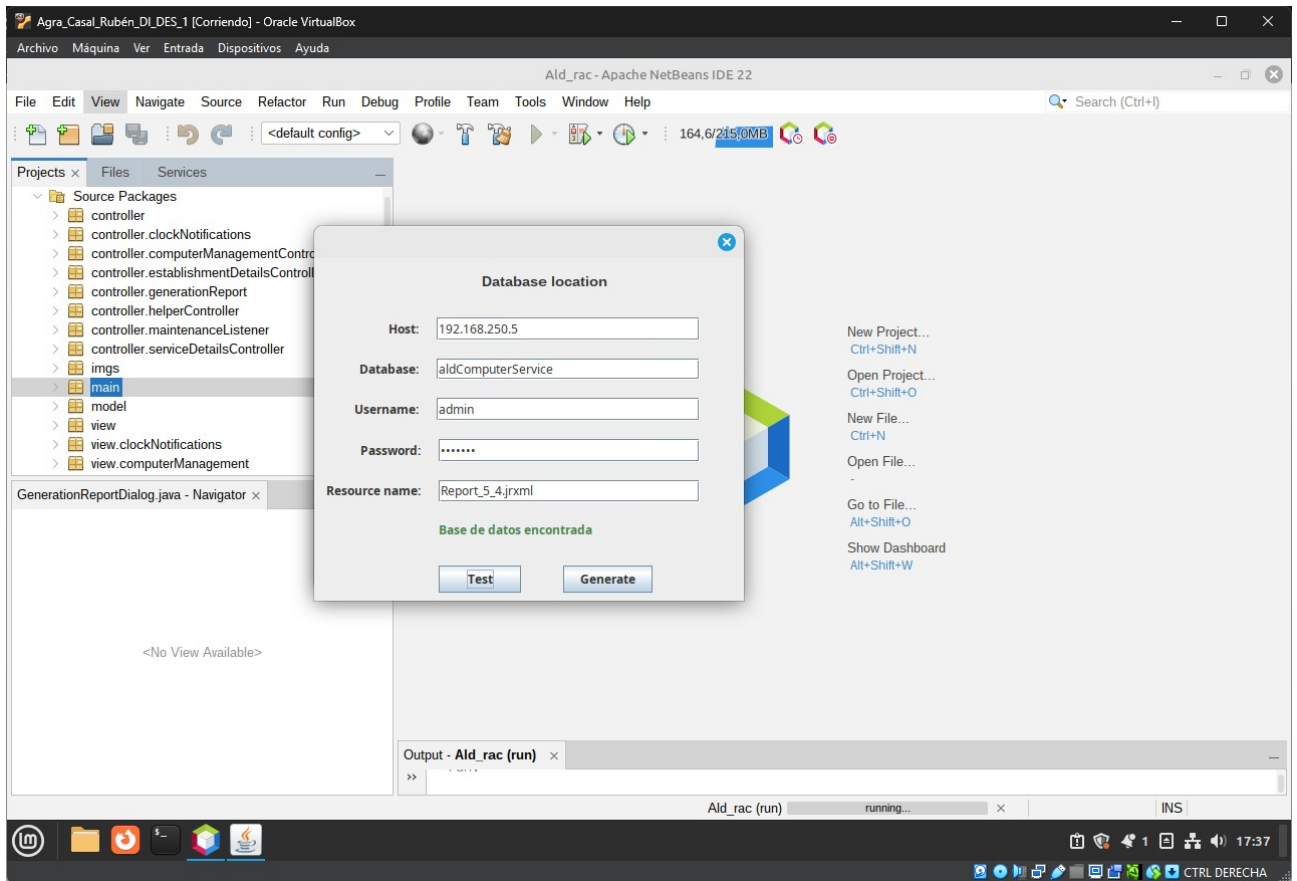 Agra_Casal_Rubén_DI_DES_1 [Corriendo] - Oracle VirtualBox
Archivo Máquina Ver Entrada Dispositivos Ayuda
Ald_rac - Apache NetBeans IDE 22
File Edit View Navigate Source Refactor Run Debug Profile Team Tools Window Help
Search (Ctrl+I)
<default config>
164,6/215,0MB
Projects Files Services
Source Packages
controller
controller.clockNotifications
controller.computerManagementContro
controller.establishmentDetailsControll
controller.generationReport
controller.helperController
controller.maintenanceListener
controller.serviceDetailsController
imgs
main
model
view
view.clockNotifications
view.computerManagement
GenerationReportDialog.java - Navigator
<No View Available>
Database location
Host: 192.168.250.5
Database: aldComputerService
Username: admin
Password: •••••••
Resource name: Report_5_4.jrxml
Base de datos encontrada
Test Generate
New Project...
Ctrl+Shift+N
Open Project...
Ctrl+Shift+O
New File...
Ctrl+N
Open File...
-
Go to File...
Alt+Shift+O
Show Dashboard
Alt+Shift+W
Output - Ald_rac (run)
Ald_rac (run) running... INS
1 17:37
CTRL DERECHA